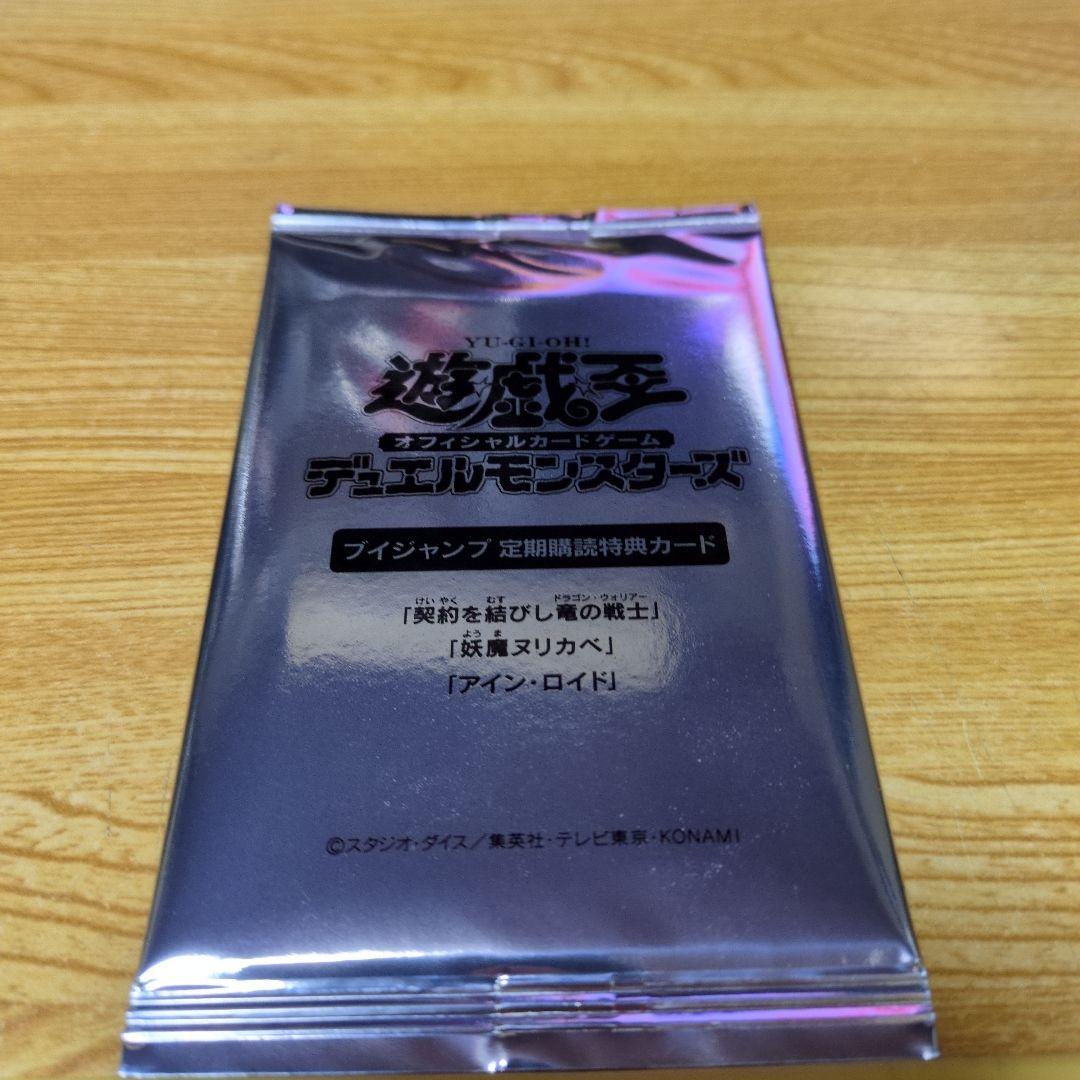 YU-GI-OH!
遊戯王
オフィシャルカードゲーム
デュエルモンスターズ
ブイジャンプ 定期購読特典カード
けいやく むす ドラゴン・ウォリアー
「契約を結びし竜の戦士」
ようま
「妖魔ヌリカベ」
「アイン・ロイド」
©スタジオ・ダイス/集英社・テレビ東京・KONAMI